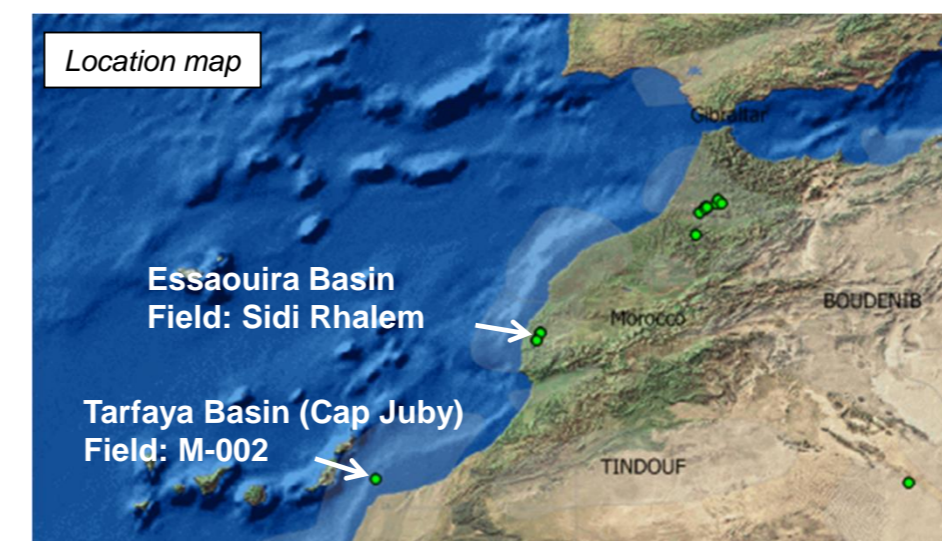 Location map
Gibraltar
Essaouira Basin
Field: Sidi Rhalem
Morocco
BOUDENIB
Tarfaya Basin (Cap Juby)
Field: M-002
TINDOUF